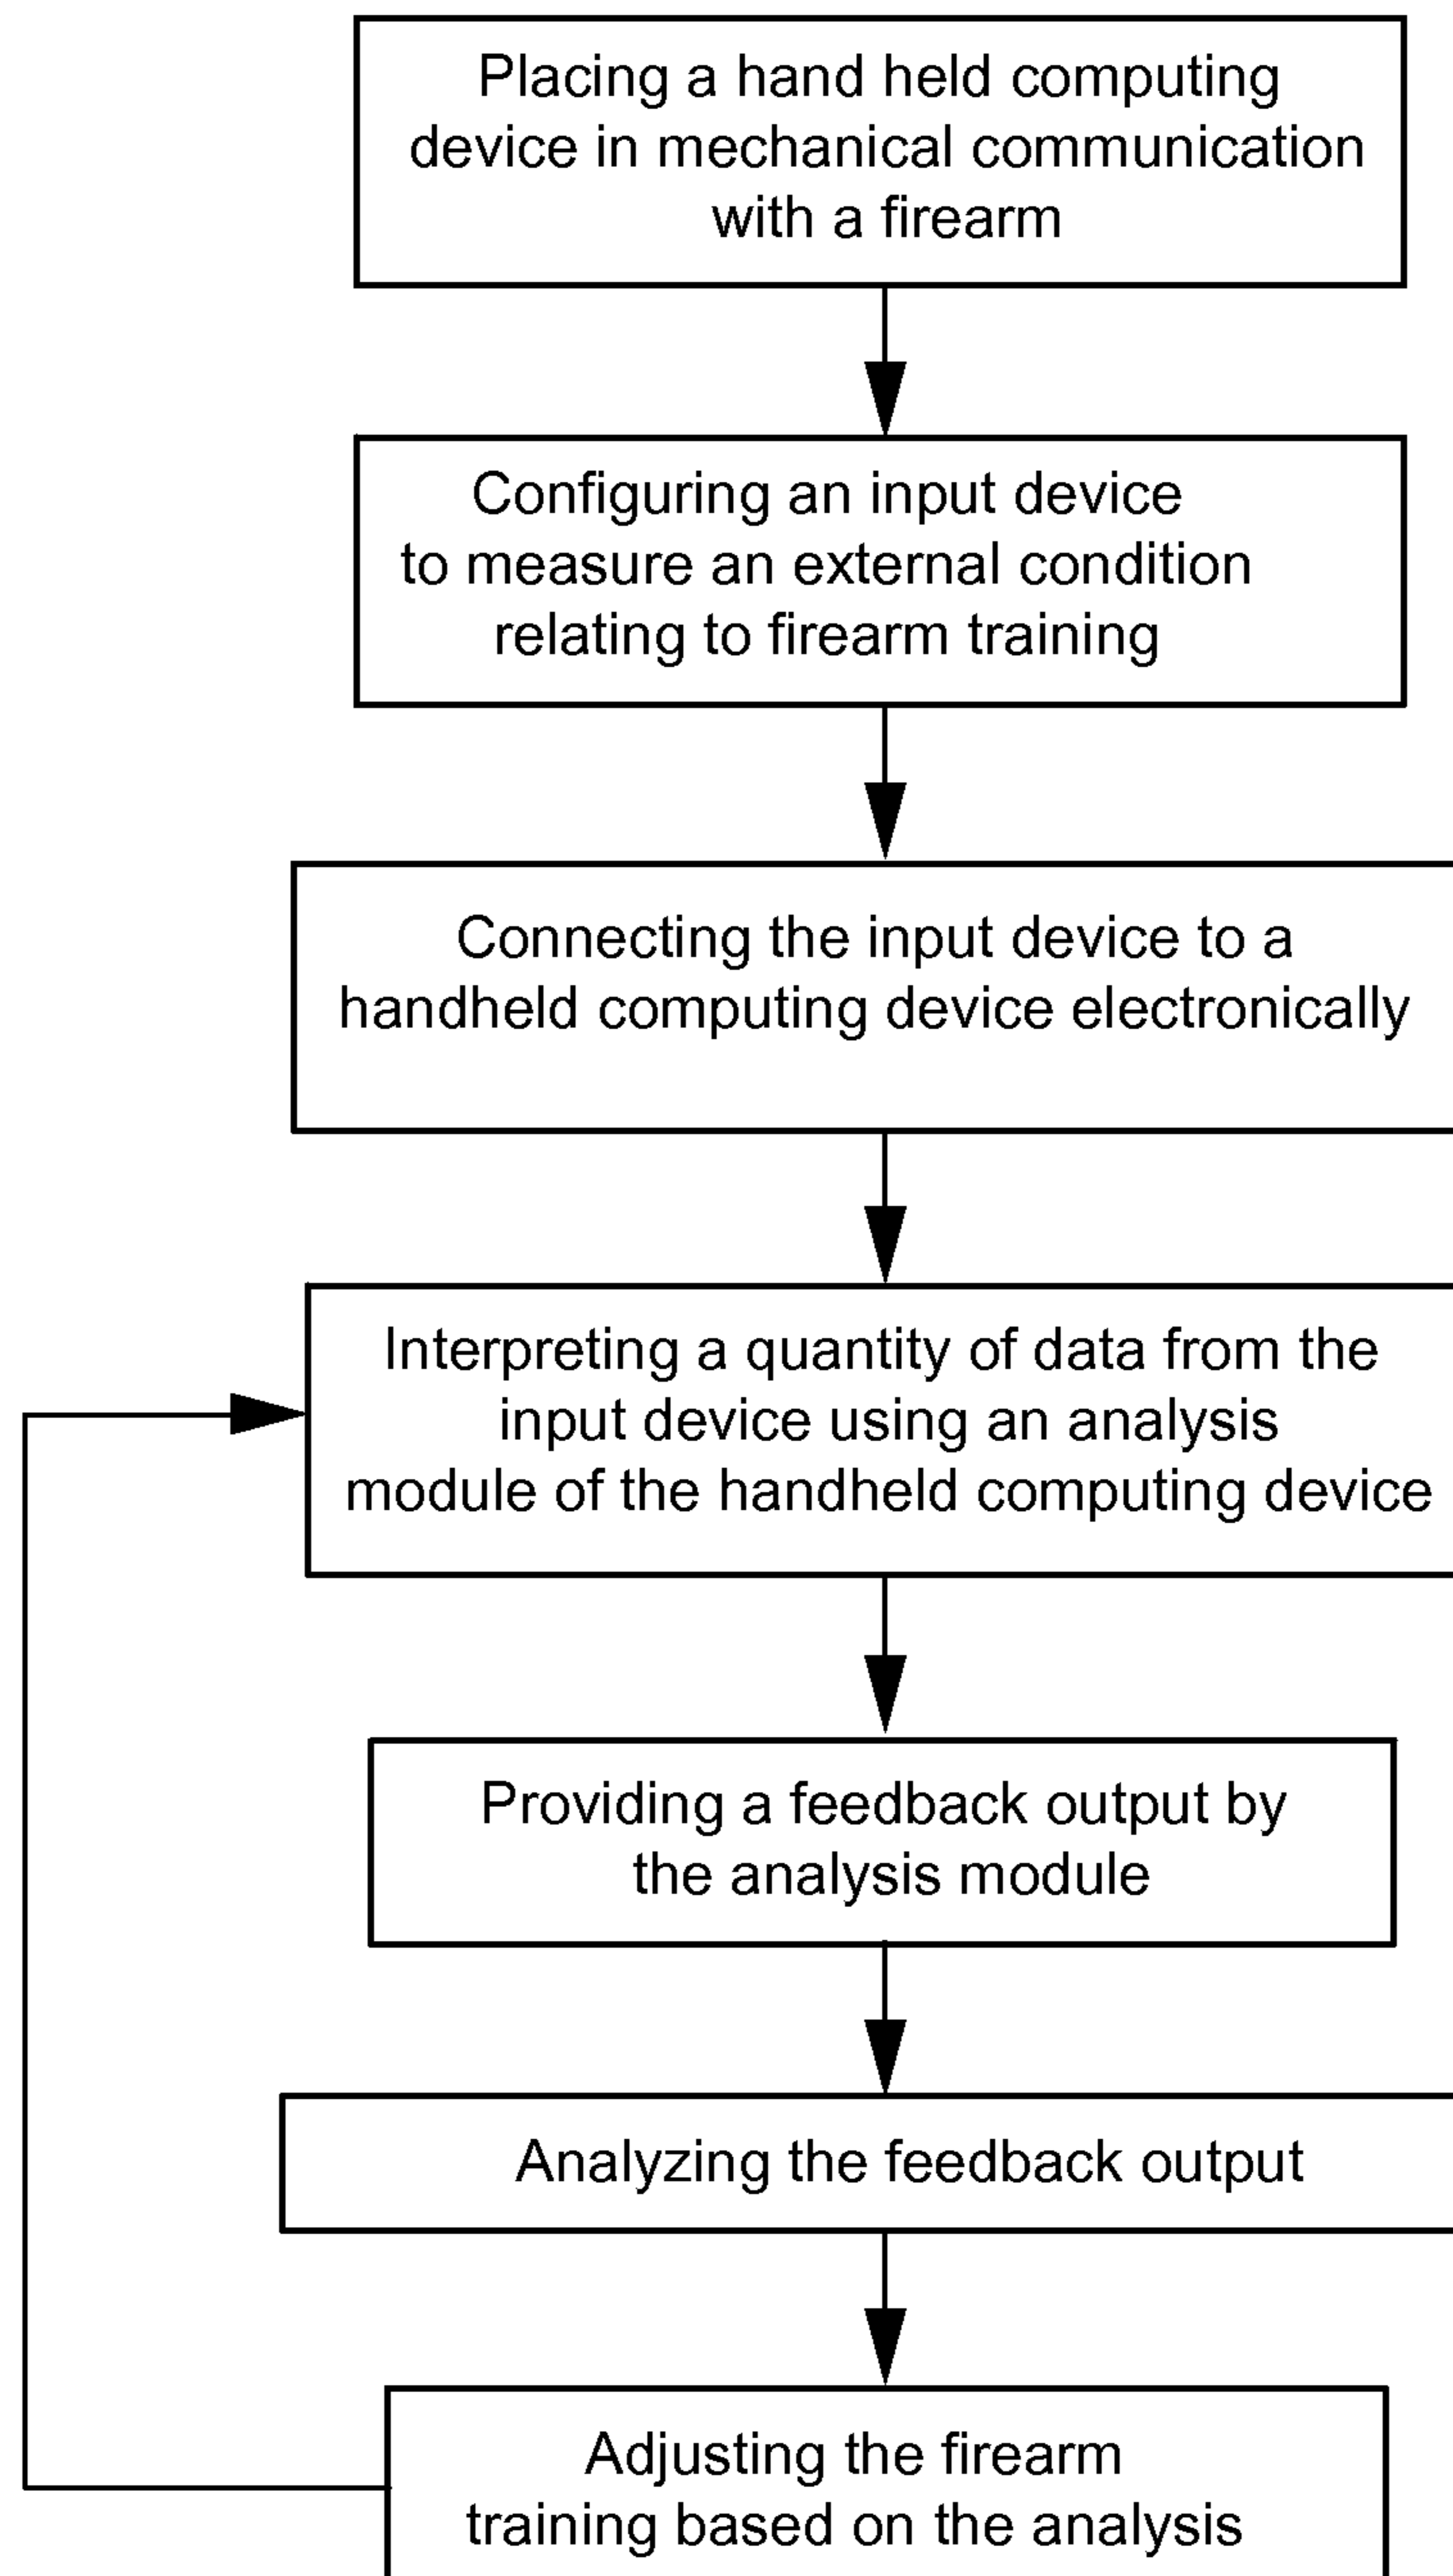 Placing a hand held computing
device in mechanical communication
with a firearm
Configuring an input device
to measure an external condition
relating to firearm training
Connecting the input device to a
handheld computing device electronically
Interpreting a quantity of data from the
input device using an analysis
module of the handheld computing device
Providing a feedback output by
the analysis module
Analyzing the feedback output
Adjusting the firearm
training based on the analysis